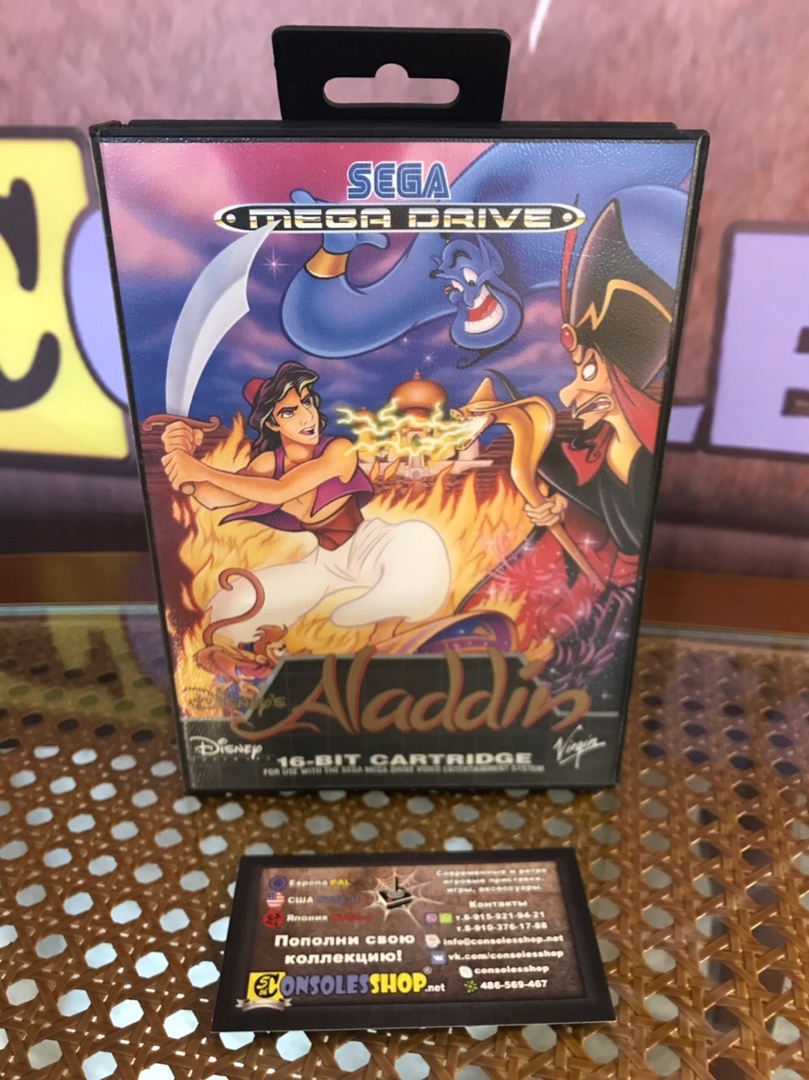 SEGA
MEGA DRIVE
Disney's
Aladdin
Disney
Virgin
16-BIT CARTRIDGE
FOR USE WITH THE SEGA MEGA DRIVE VIDEO ENTERTAINMENT SYSTEM
Европа PAL
США
Япония
Пополни свою
коллекцию!
CONSOLESSHOP.net
Современные и ретро
игровые приставки,
игры, аксессуары.
Контакты
т.8-915-921-94-21
т.8-910-376-17-88
info@consolesshop.net
vk.com/consolesshop
consolesshop
486-569-467